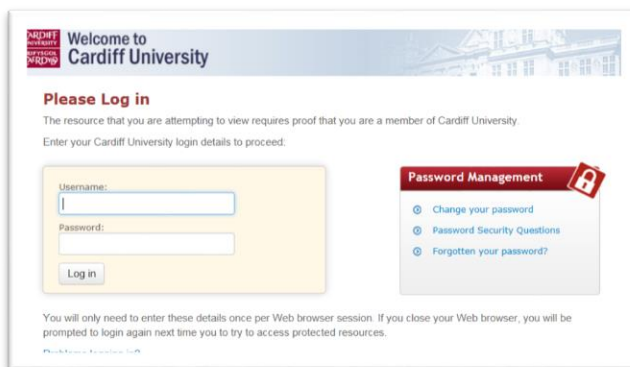 CARDIFF
UNIVERSITY
PRIFYSGOL
CAERDYDD
Welcome to
Cardiff University
Please Log in
The resource that you are attempting to view requires proof that you are a member of Cardiff University.
Enter your Cardiff University login details to proceed:
Username:
Password:
Log in
Password Management
Change your password
Password Security Questions
Forgotten your password?
You will only need to enter these details once per Web browser session. If you close your Web browser, you will be
prompted to login again next time you to try to access protected resources.